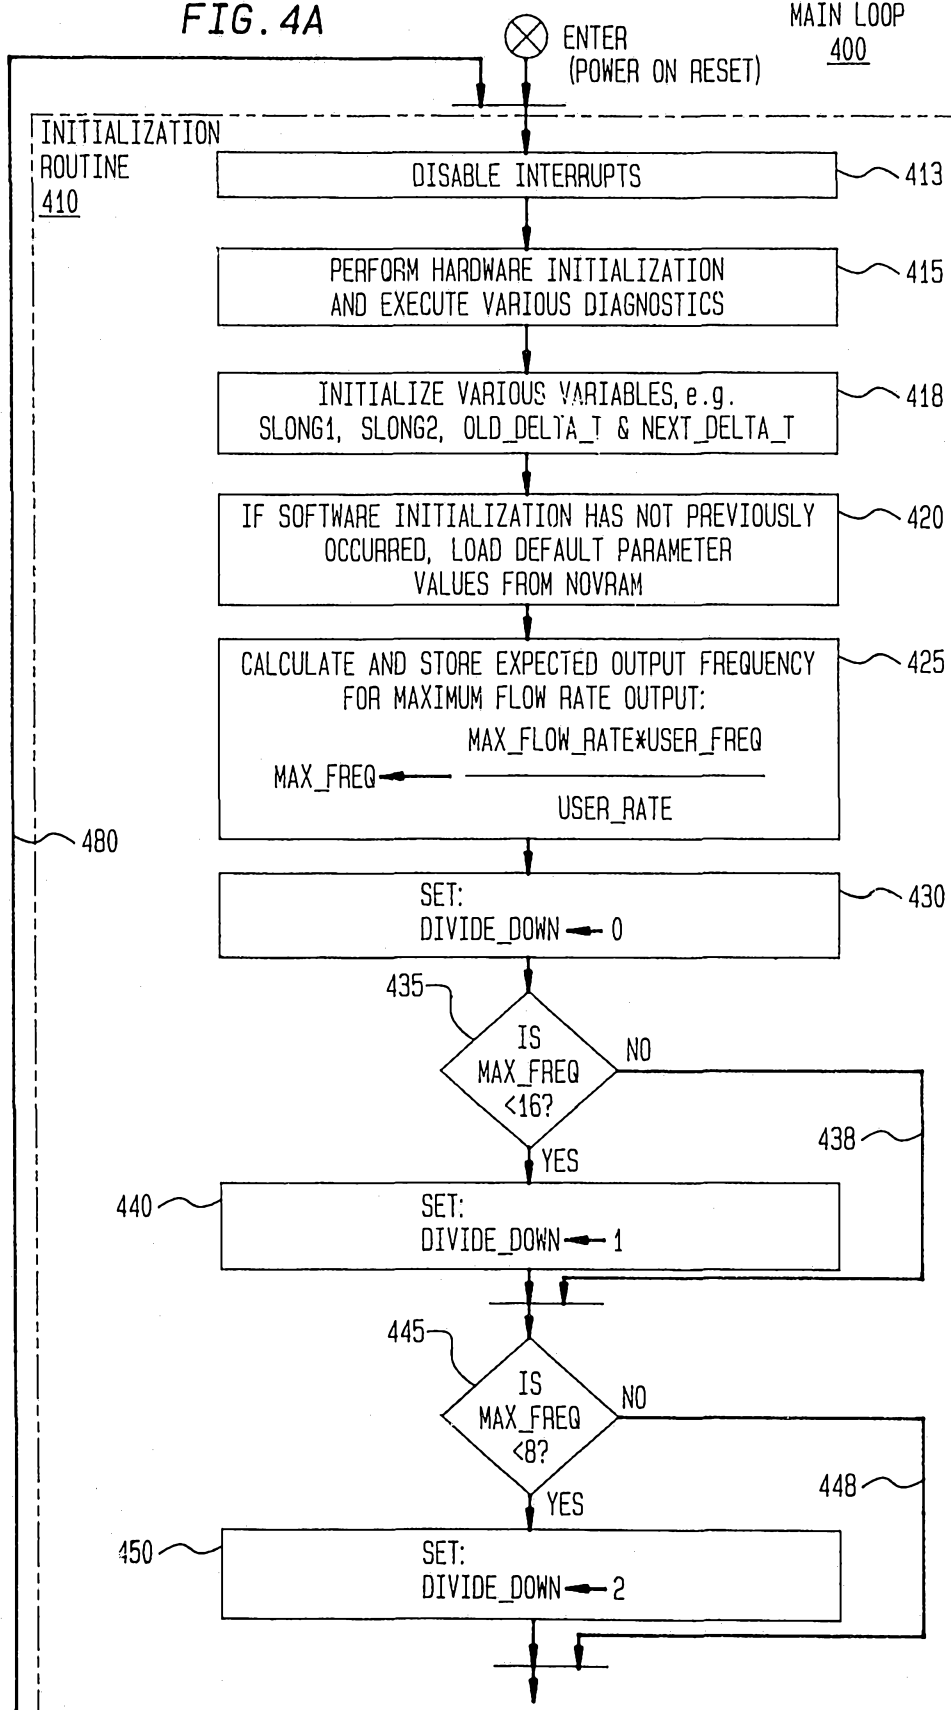 FIG. 4A
MAIN LOOP
400
ENTER
(POWER ON RESET)
INITIALIZATION
ROUTINE
410
DISABLE INTERRUPTS
413
PERFORM HARDWARE INITIALIZATION
AND EXECUTE VARIOUS DIAGNOSTICS
415
INITIALIZE VARIOUS VARIABLES, e.g.
SLONG1, SLONG2, OLD_DELTA_T & NEXT_DELTA_T
418
IF SOFTWARE INITIALIZATION HAS NOT PREVIOUSLY
OCCURRED, LOAD DEFAULT PARAMETER
VALUES FROM NOVRAM
420
CALCULATE AND STORE EXPECTED OUTPUT FREQUENCY
FOR MAXIMUM FLOW RATE OUTPUT:
425
MAX_FLOW_RATE*USER_FREQ
MAX_FREQ
USER_RATE
480
SET:
DIVIDE_DOWN ← 0
430
435
IS
MAX_FREQ
<16?
NO
438
YES
440
SET:
DIVIDE_DOWN ← 1
445
IS
MAX_FREQ
<8?
NO
448
YES
450
SET:
DIVIDE_DOWN ← 2